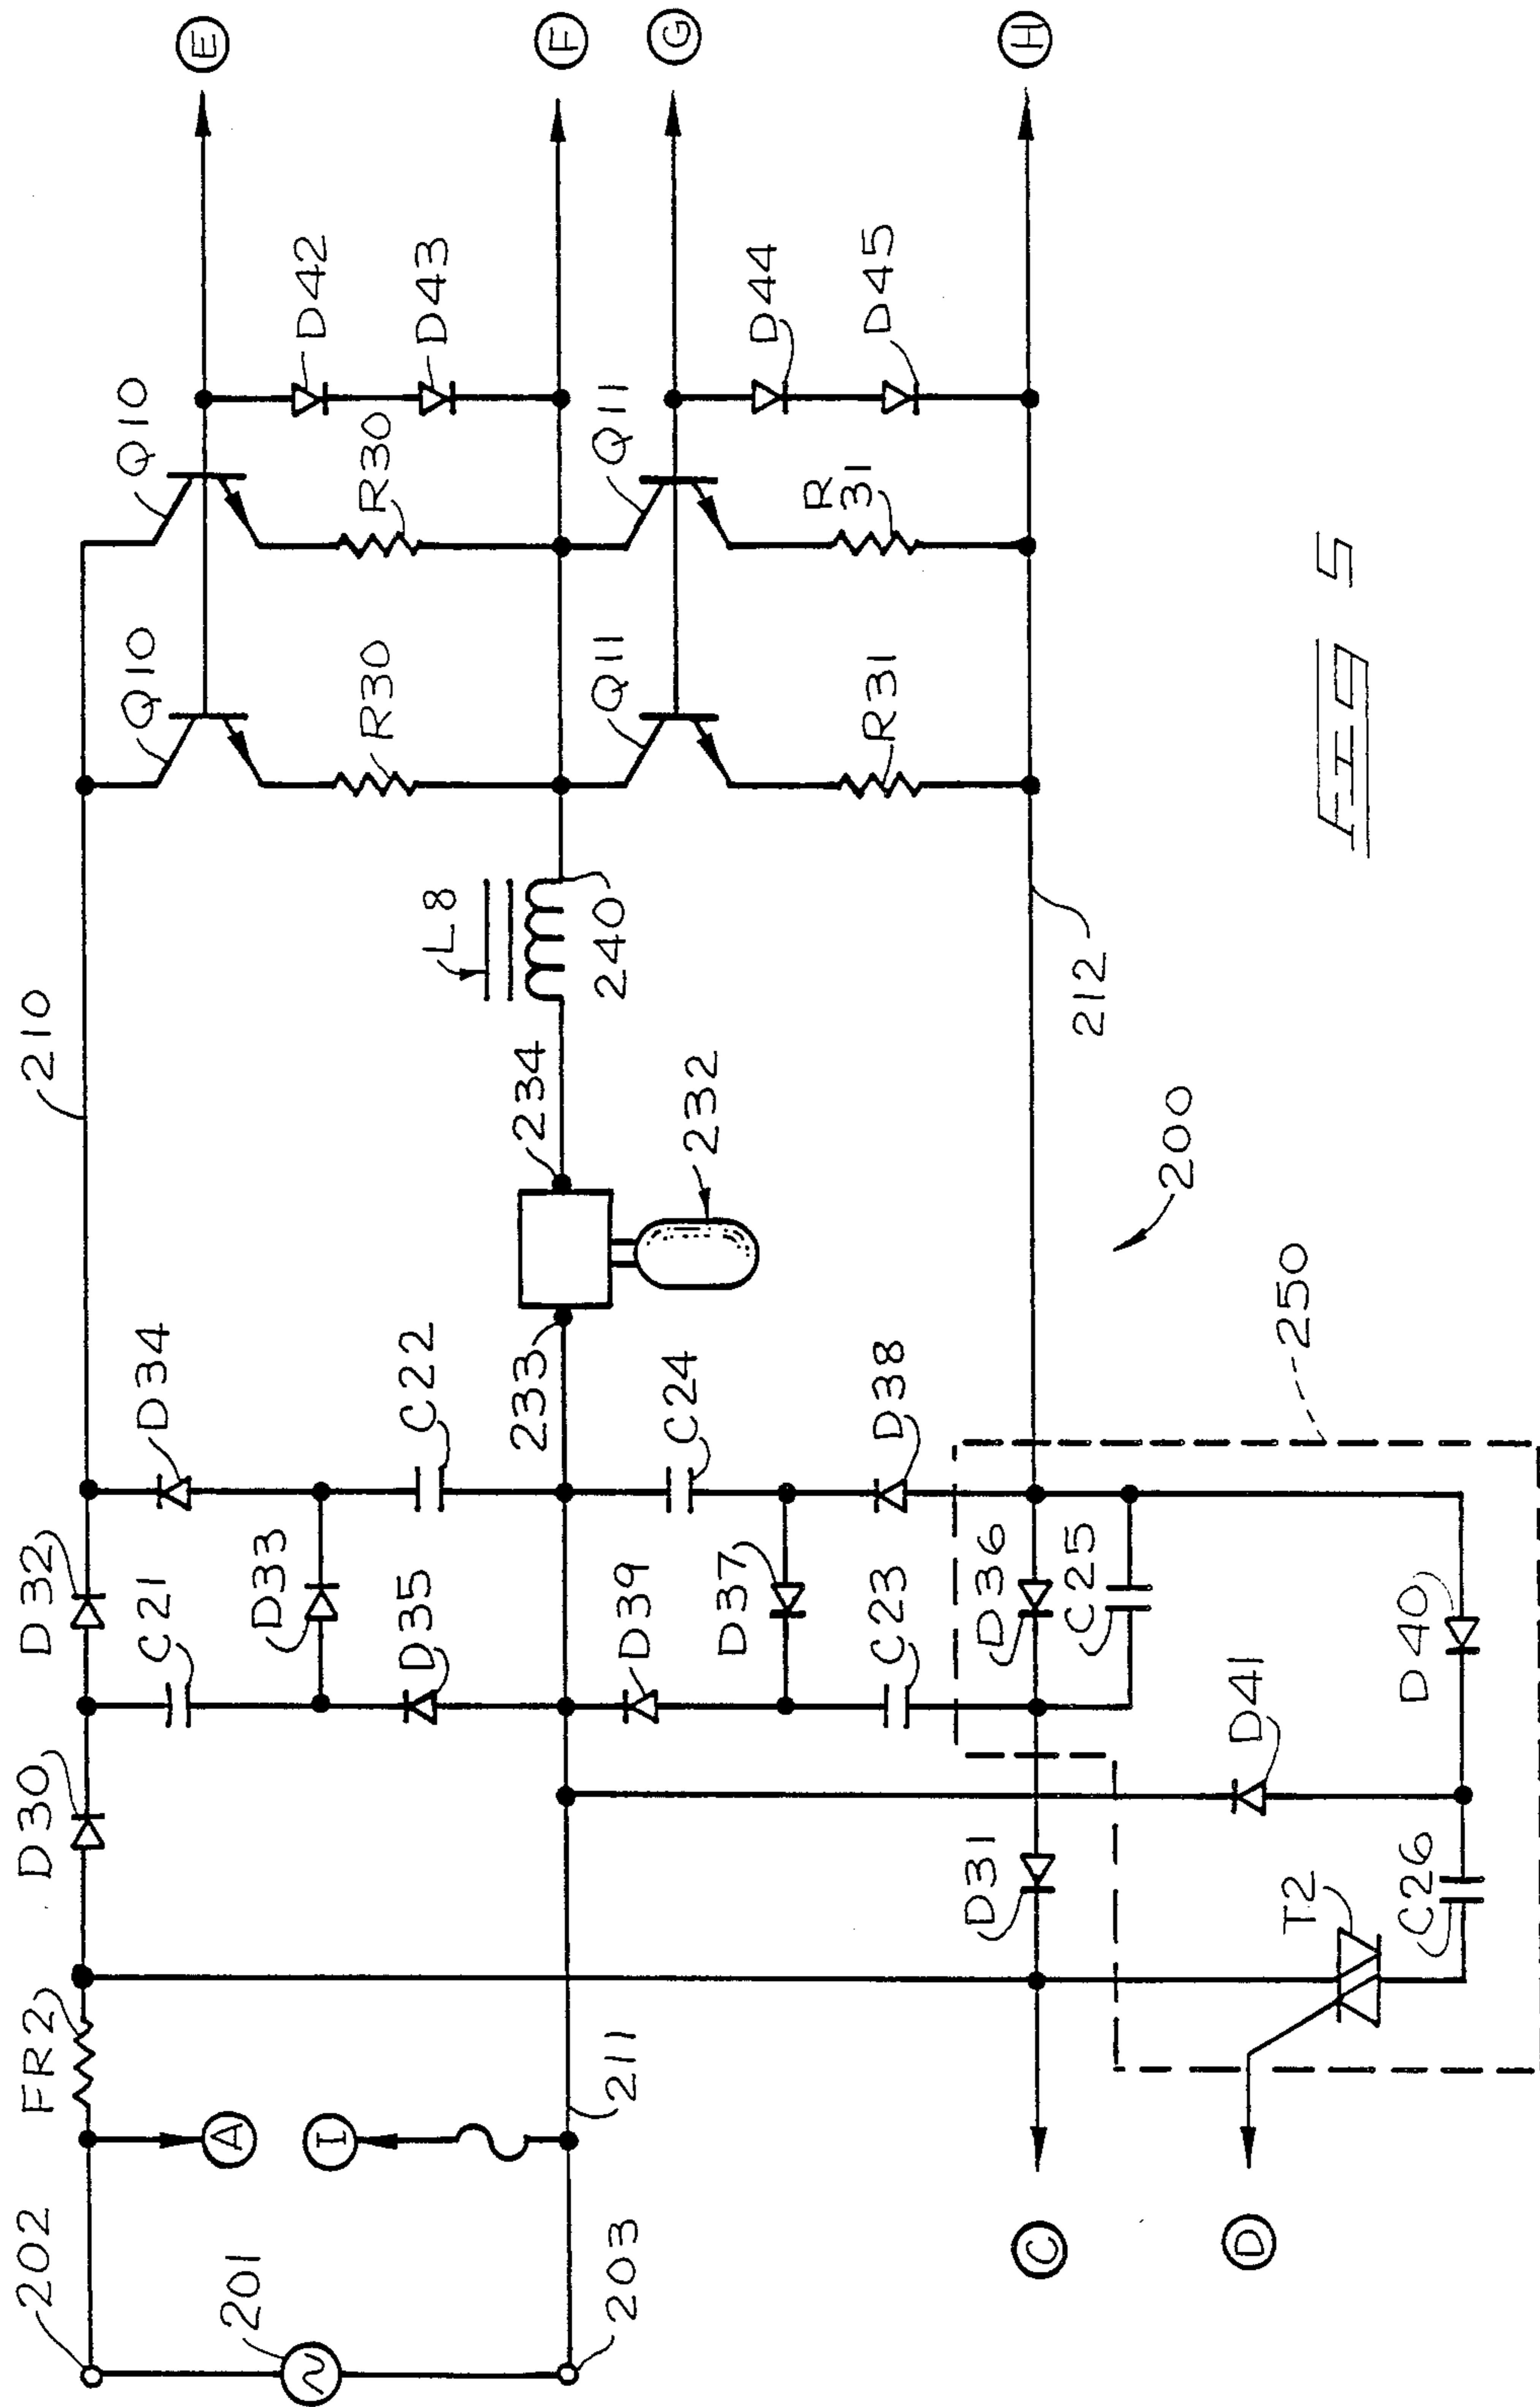 202
FR2
D30
D32
210
Q10
Q10
E
201
A
C21
D34
D33
D42
I
R30
R30
D43
D35
C22
L8
203
211
233
234
240
F
D39
C24
Q11
Q11
G
D37
232
D44
C23
D38
R31
R
31
D45
C
D31
D36
C25
212
H
D
D41
200
T2
250
C26
D40
FIG 5